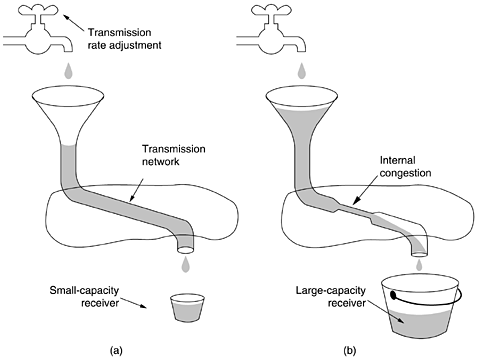 Transmission
rate adjustment
Transmission
network
Internal
congestion
Small-capacity
receiver
Large-capacity
receiver
(a)
(b)